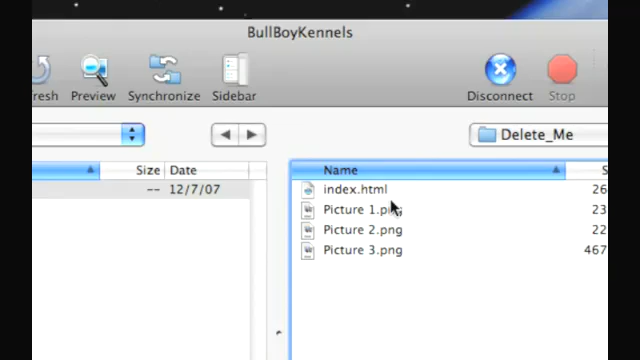 BullBoyKennels
Preview Synchronize Sidebar Disconnect Stop
Delete_Me
Size Date Name
-- 12/7/07 index.html 26
Picture 1.png 23
Picture 2.png 22
Picture 3.png 467